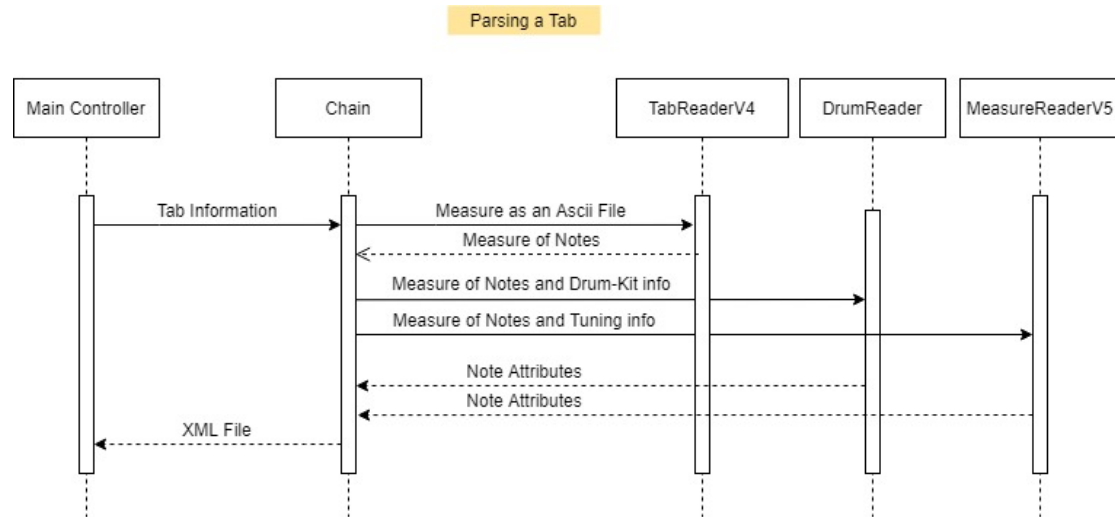 Parsing a Tab
Main Controller
Chain
TabReaderV4
DrumReader
MeasureReaderV5
Tab Information
Measure as an Ascii File
Measure of Notes
Measure of Notes and Drum-Kit info
Measure of Notes and Tuning info
Note Attributes
Note Attributes
XML File